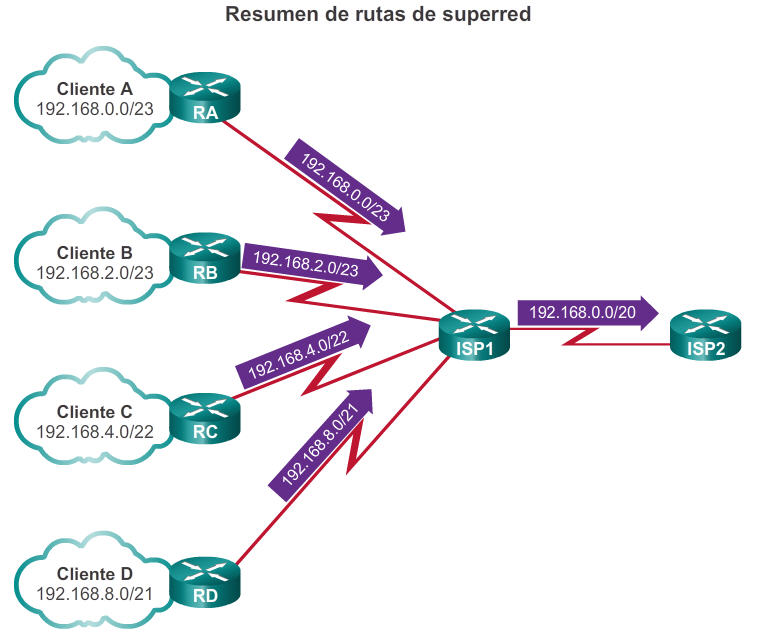 Resumen de rutas de superred
Cliente A
192.168.0.0/23
RA
192.168.0.0/23
Cliente B
192.168.2.0/23
RB
192.168.2.0/23
Cliente C
192.168.4.0/22
RC
192.168.4.0/22
Cliente D
192.168.8.0/21
RD
192.168.8.0/21
ISP1
192.168.0.0/20
ISP2